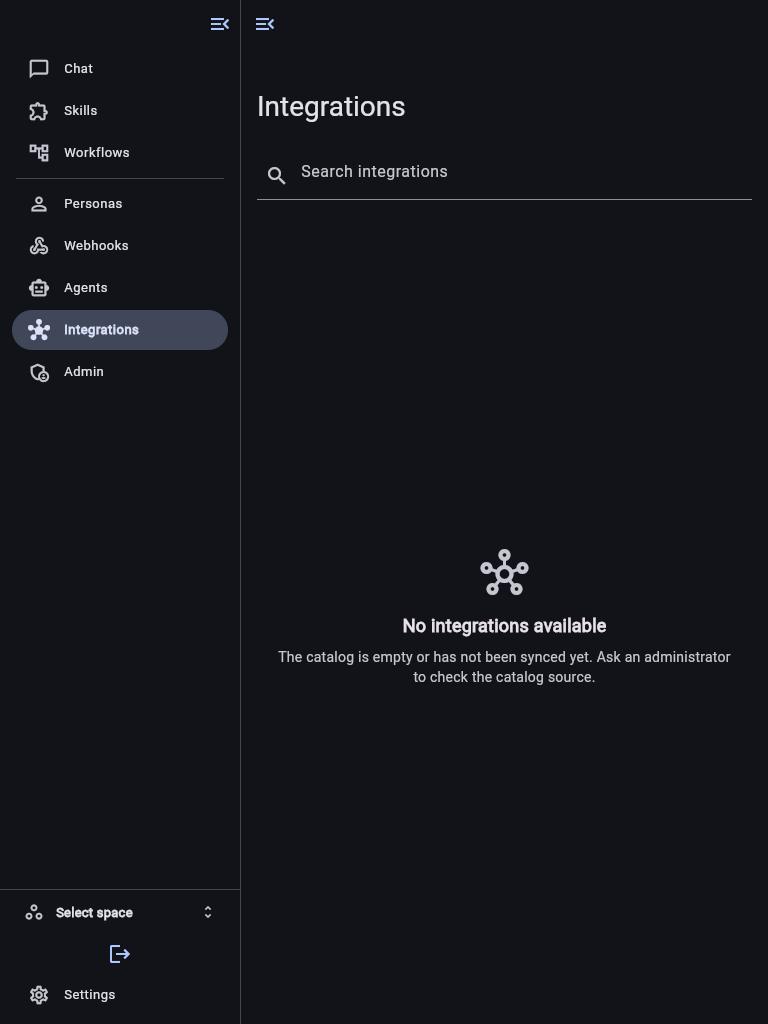 Chat
Skills
Workflows
Personas
Webhooks
Agents
Integrations
Admin
Select space
Settings
Integrations
Search integrations
No integrations available
The catalog is empty or has not been synced yet. Ask an administrator
to check the catalog source.